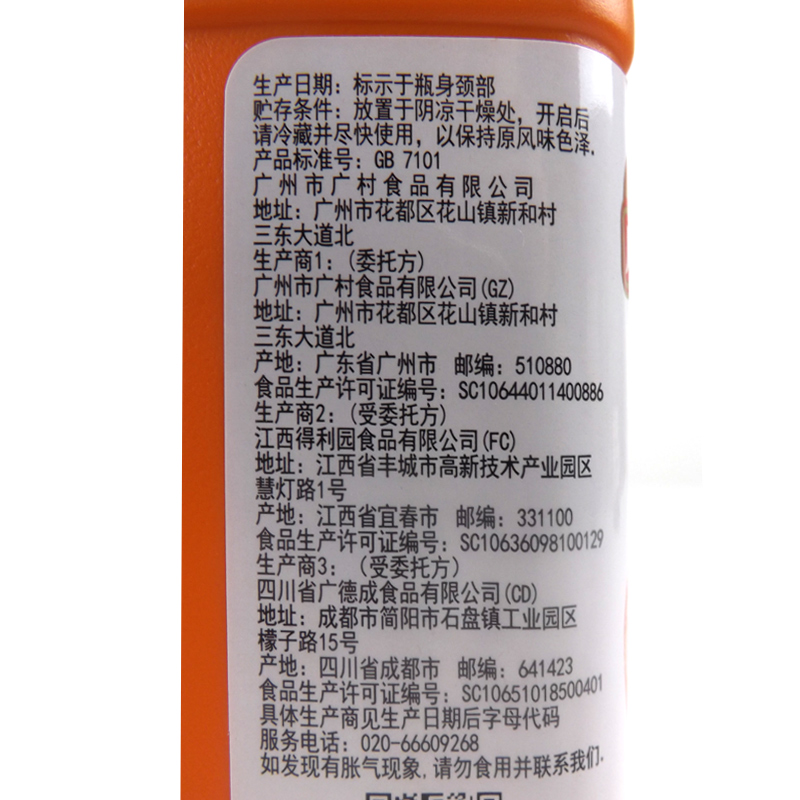 生产日期：标示于瓶身颈部
贮存条件：放置于阴凉干燥处，开启后
请冷藏并尽快使用，以保持原风味色泽.
产品标准号：GB 7101
广州市广村食品有限公司
地址：广州市花都区花山镇新和村
三东大道北
生产商1：(委托方)
广州市广村食品有限公司(GZ)
地址：广州市花都区花山镇新和村
三东大道北
产地：广东省广州市 邮编：510880
食品生产许可证编号：SC10644011400886
生产商2：(受委托方)
江西得利园食品有限公司(FC)
地址：江西省丰城市高新技术产业园区
慧灯路1号
产地：江西省宜春市 邮编：331100
食品生产许可证编号：SC10636098100129
生产商3：(受委托方)
四川省广德成食品有限公司(CD)
地址：成都市简阳市石盘镇工业园区
檬子路15号
产地：四川省成都市 邮编：641423
食品生产许可证编号：SC10651018500401
具体生产商见生产日期后字母代码
服务电话：020-66609268
如发现有胀气现象,请勿食用并联系我们.